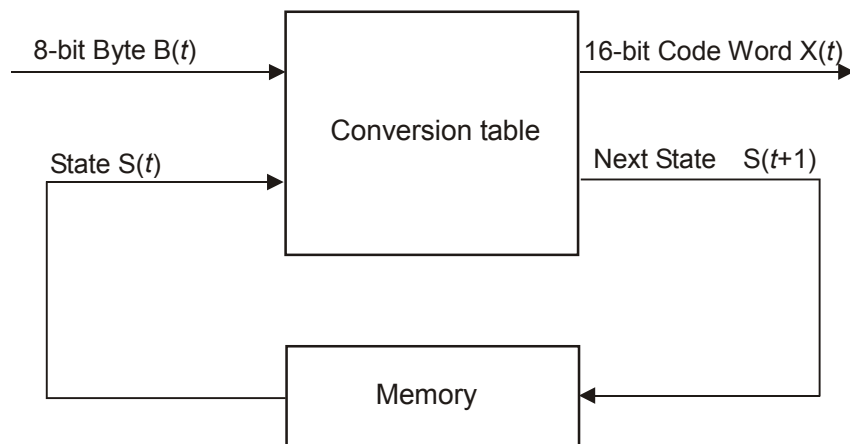 8-bit Byte B(t)
16-bit Code Word X(t)
Conversion table
State S(t)
Next State S(t+1)
Memory